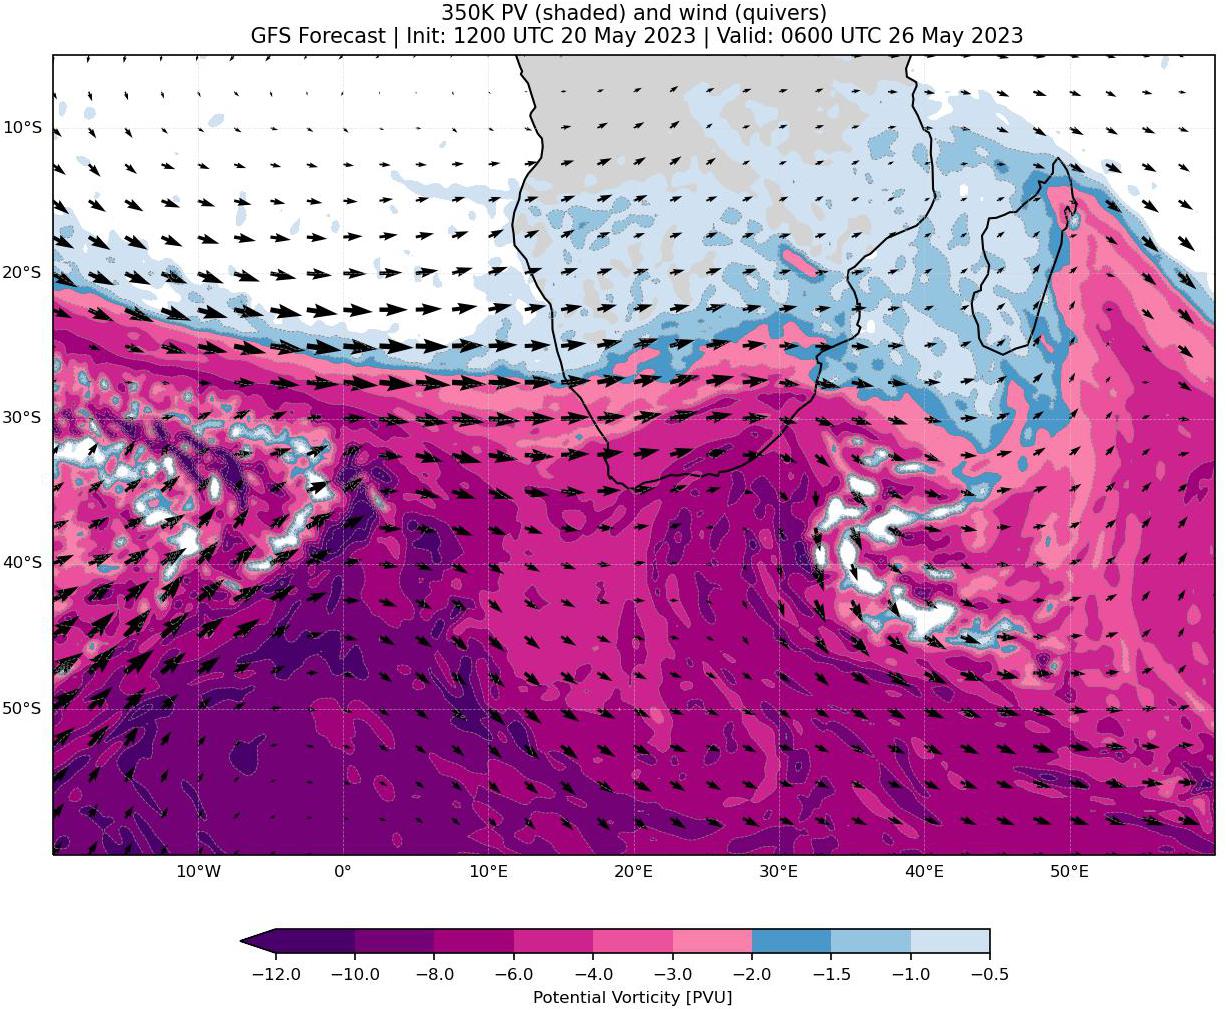 350K PV (shaded) and wind (quivers)
GFS Forecast | Init: 1200 UTC 20 May 2023 | Valid: 0600 UTC 26 May 2023
10°S
20°S
30°S
40°S
50°S
10°W 0° 10°E 20°E 30°E 40°E 50°E
−12.0 −10.0 −8.0 −6.0 −4.0 −3.0 −2.0 −1.5 −1.0 −0.5
Potential Vorticity [PVU]